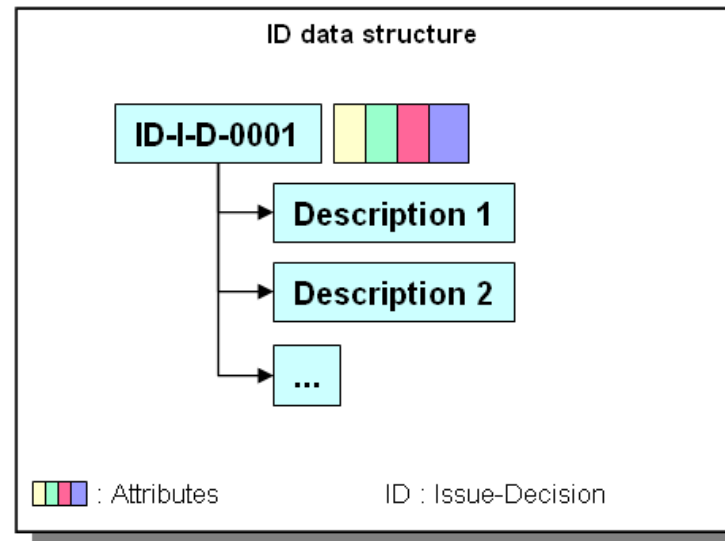 ID data structure
ID-I-D-0001
Description 1
Description 2
...
: Attributes
ID : Issue-Decision